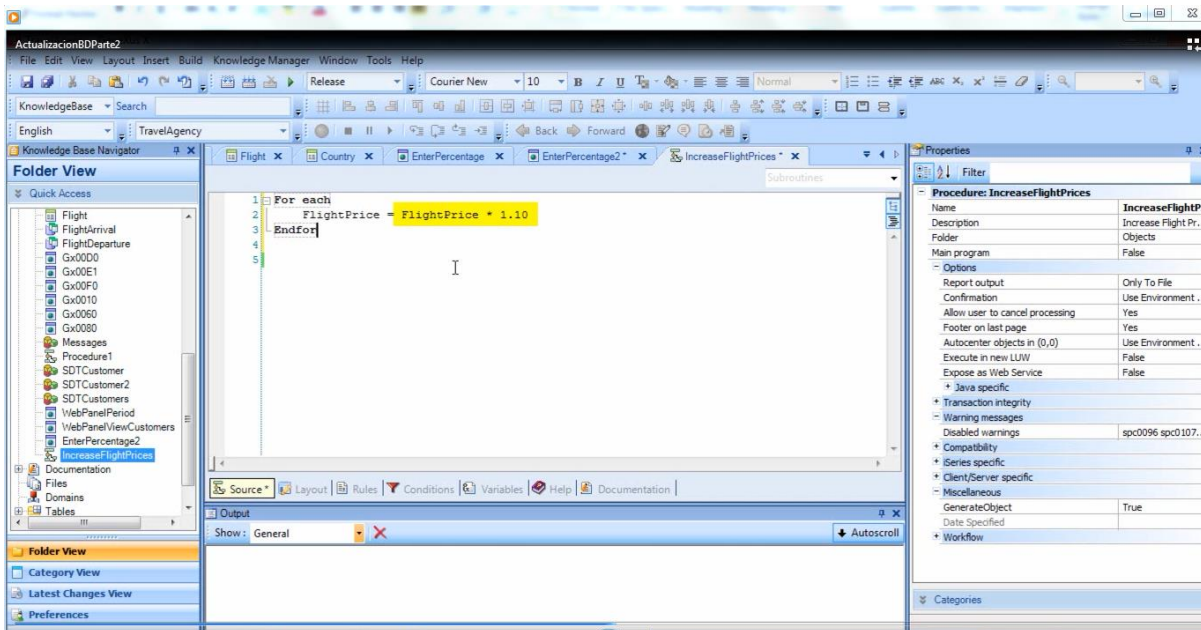 ActualizacionBDParte2
File Edit View Layout Insert Build Knowledge Manager Window Tools Help
Release Courier New 10 B I U Normal ABC
KnowledgeBase Search
English TravelAgency Back Forward
Knowledge Base Navigator
Folder View
Quick Access
Flight
FlightArrival
FlightDeparture
Gx00D0
Gx00E1
Gx00F0
Gx0010
Gx0060
Gx0080
Messages
Procedure1
SDTCustomer
SDTCustomer2
SDTCustomers
WebPanelPeriod
WebPanelViewCustomers
EnterPercentage2
IncreaseFlightPrices
Documentation
Files
Domains
Tables
Folder View
Category View
Latest Changes View
Preferences
Flight Country EnterPercentage EnterPercentage2 * IncreaseFlightPrices *
Subroutines
1 For each
2 FlightPrice = FlightPrice * 1.10
3 Endfor
4
5
Source * Layout Rules Conditions Variables Help Documentation
Output
Show: General Autoscroll
Properties
Filter
Procedure: IncreaseFlightPrices
Name IncreaseFlightP
Description Increase Flight Pr.
Folder Objects
Main program False
Options
Report output Only To File
Confirmation Use Environment .
Allow user to cancel processing Yes
Footer on last page Yes
Autocenter objects in (0,0) Use Environment .
Execute in new LUW False
Expose as Web Service False
Java specific
Transaction integrity
Warning messages
Disabled warnings spc0096 spc0107.
Compatibility
iSeries specific
Client/Server specific
Miscellaneous
GenerateObject True
Date Specified
Workflow
Categories